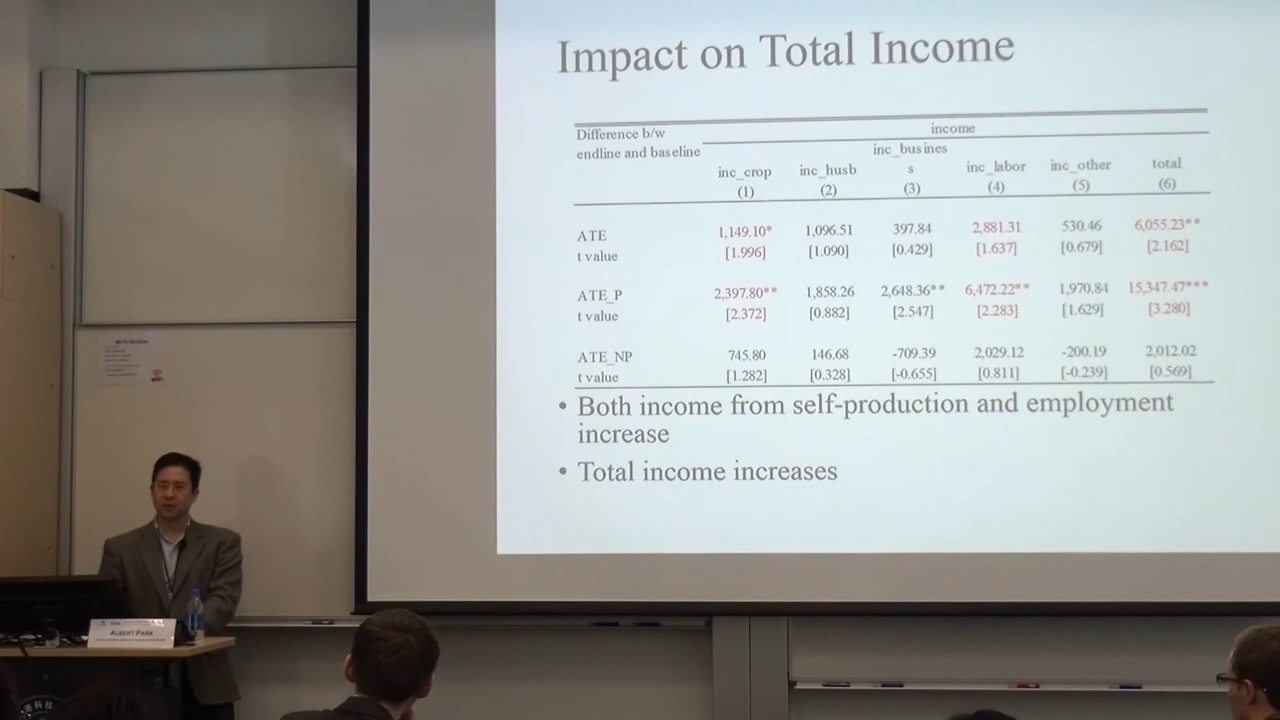 Impact on Total Income
Difference b/w
endline and baseline
income
inc_crop
(1)
inc_husb
(2)
inc_busines
s
(3)
inc_labor
(4)
inc_other
(5)
total
(6)
ATE 1,149.10* 1,096.51 397.84 2,881.31 530.46 6,055.23**
t value [1.996] [1.090] [0.429] [1.637] [0.679] [2.162]
ATE_P 2,397.80** 1,858.26 2,648.36** 6,472.22** 1,970.84 15,347.47***
t value [2.372] [0.882] [2.547] [2.283] [1.629] [3.280]
ATE_NP 745.80 146.68 -709.39 2,029.12 -200.19 2,012.02
t value [1.282] [0.328] [-0.655] [0.811] [-0.239] [0.569]
• Both income from self-production and employment
increase
• Total income increases
WiFi
ALBERT PARK